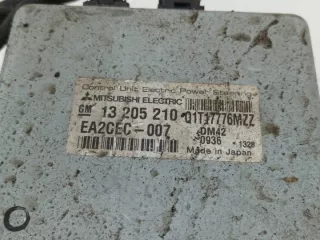 Control Unit Electric Power Steering
MITSUBISHI ELECTRIC
GM 13 205 210 Q1T17776MZZ
EA2CEC-007 DM42
0936 1328
Made in Japan